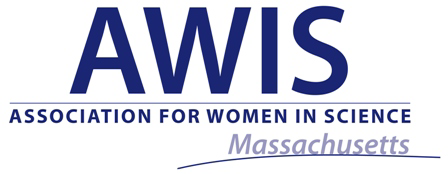 AWIS
ASSOCIATION FOR WOMEN IN SCIENCE
Massachusetts